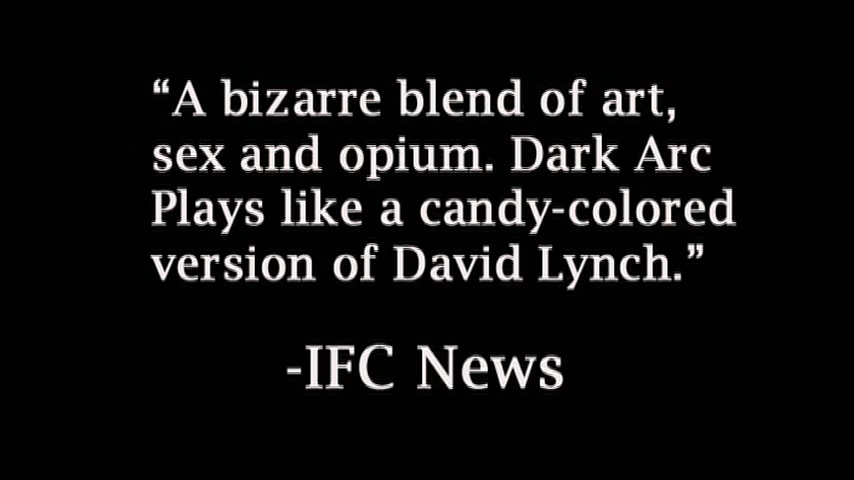 “A bizarre blend of art,
sex and opium. Dark Arc
Plays like a candy-colored
version of David Lynch.”
-IFC News